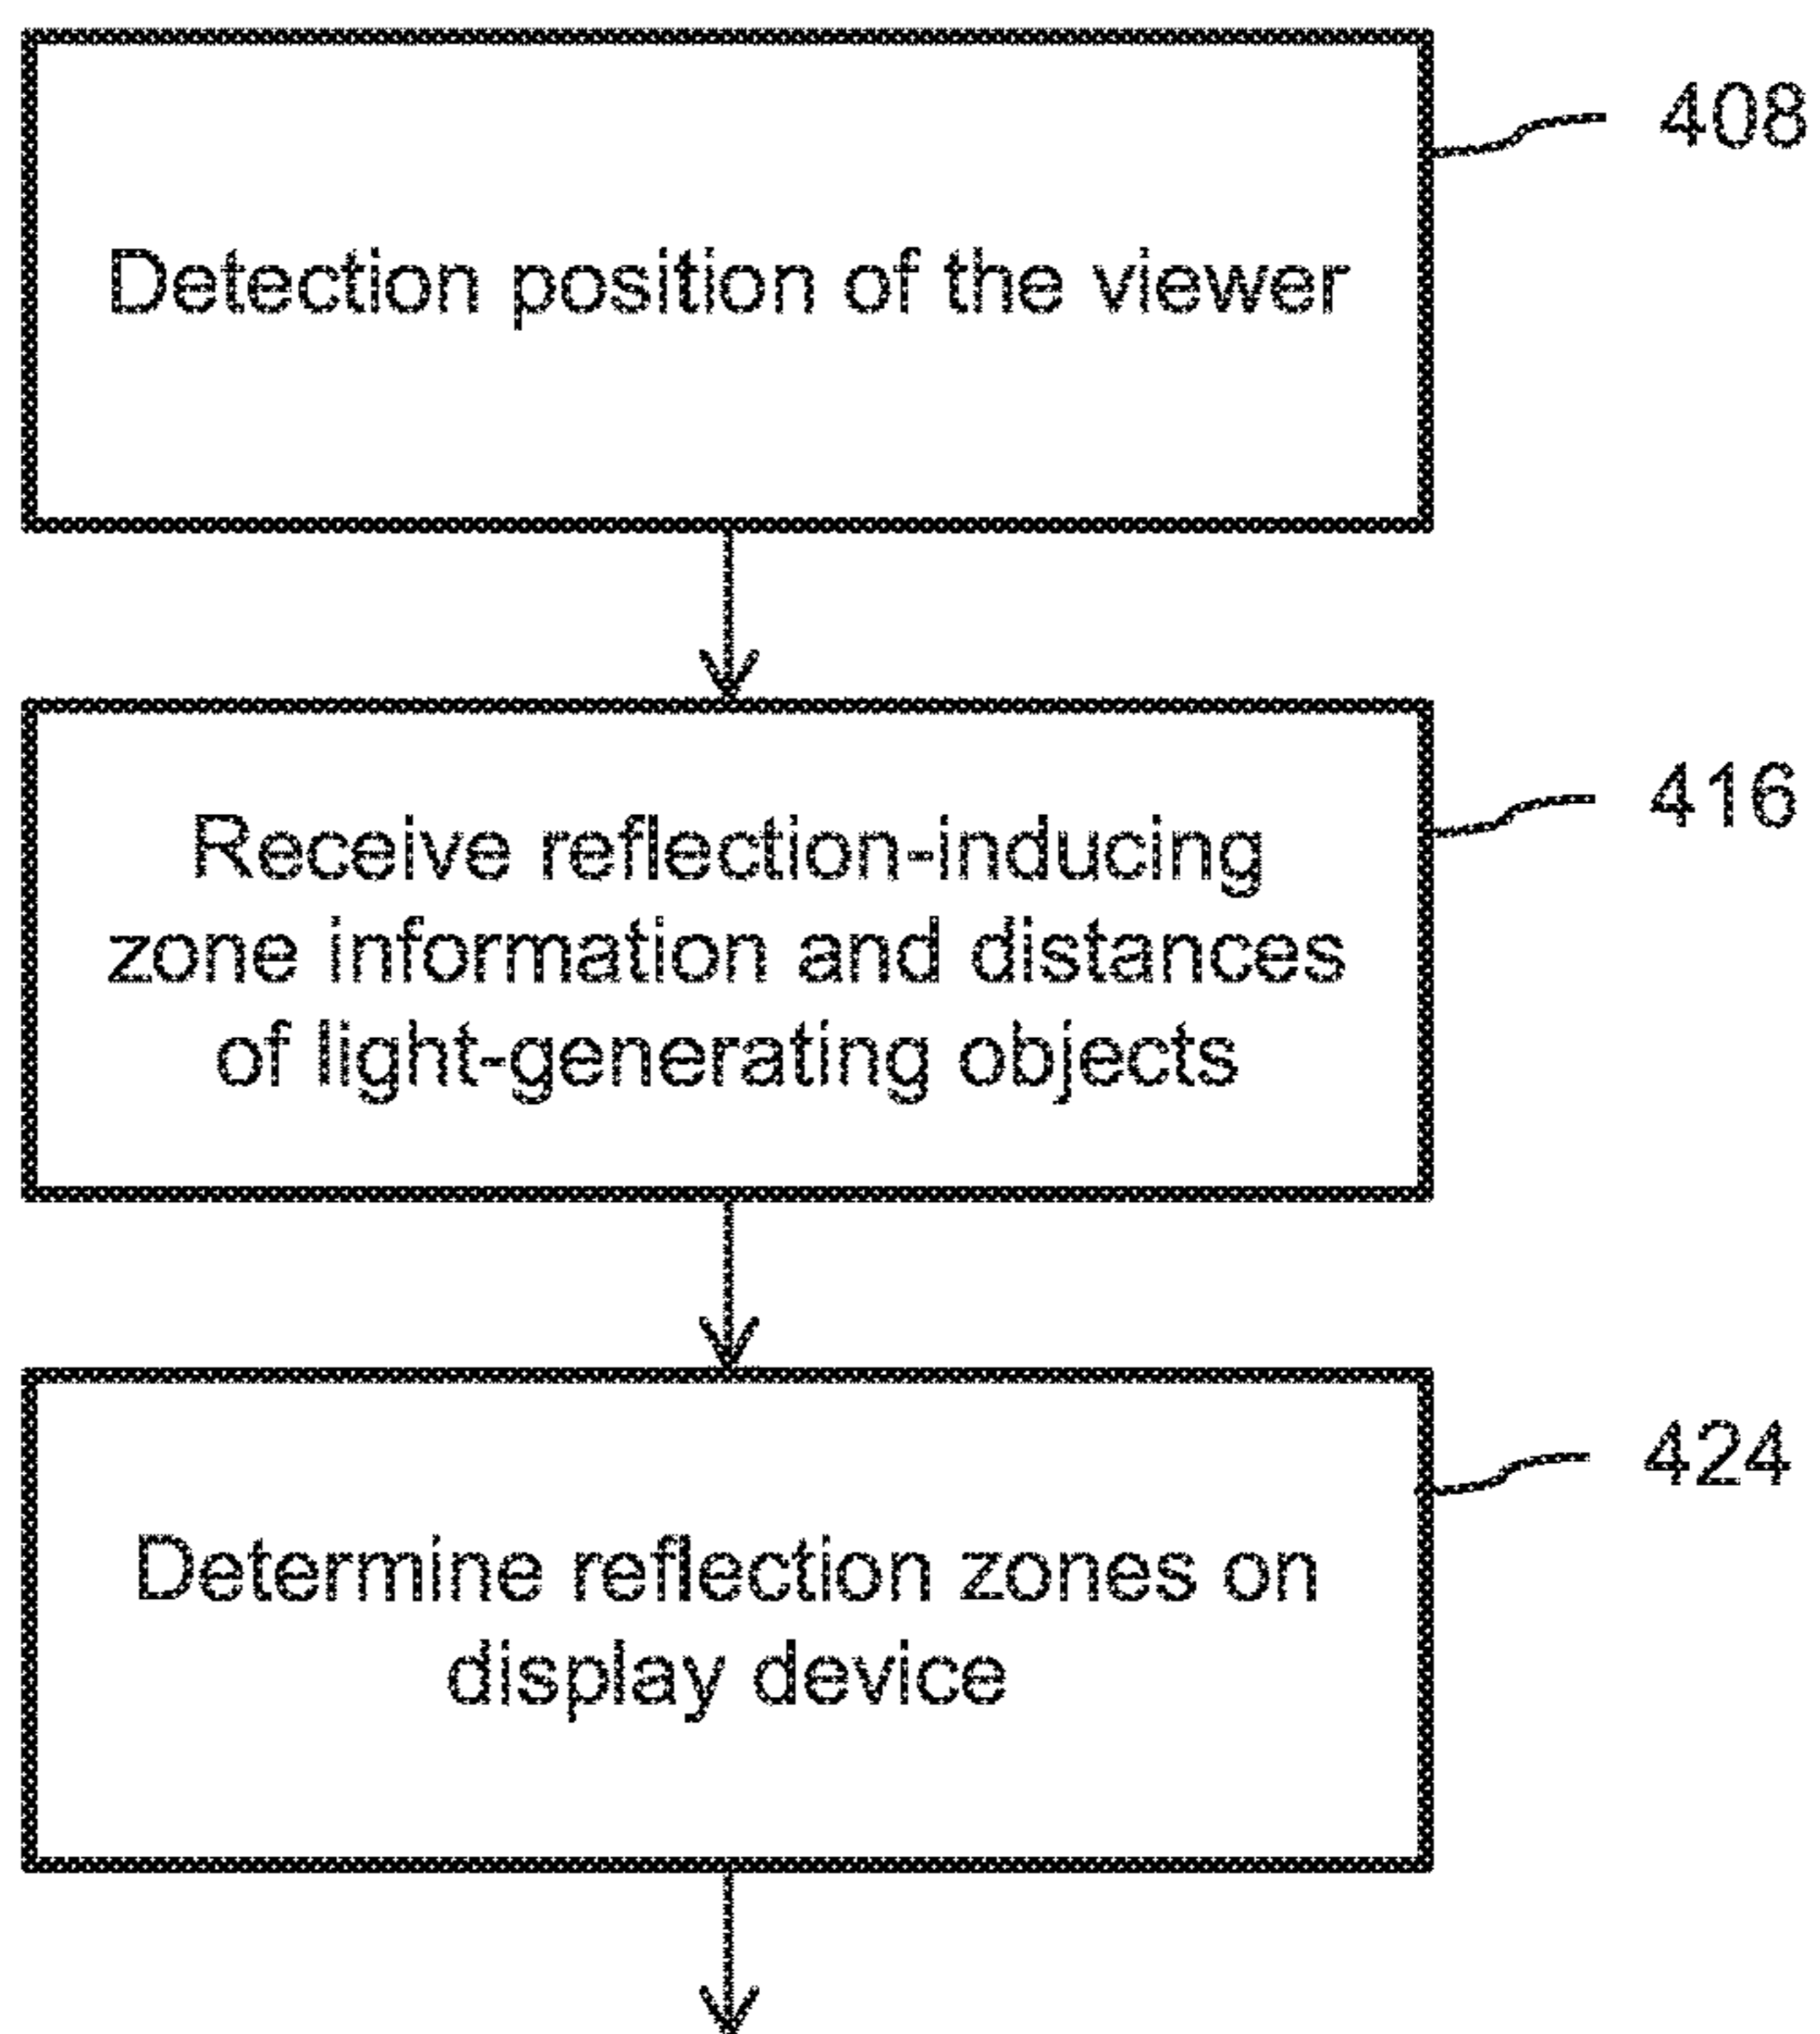 408
Detection position of the viewer
416
Receive reflection-inducing
zone information and distances
of light-generating objects
424
Determine reflection zones on
display device